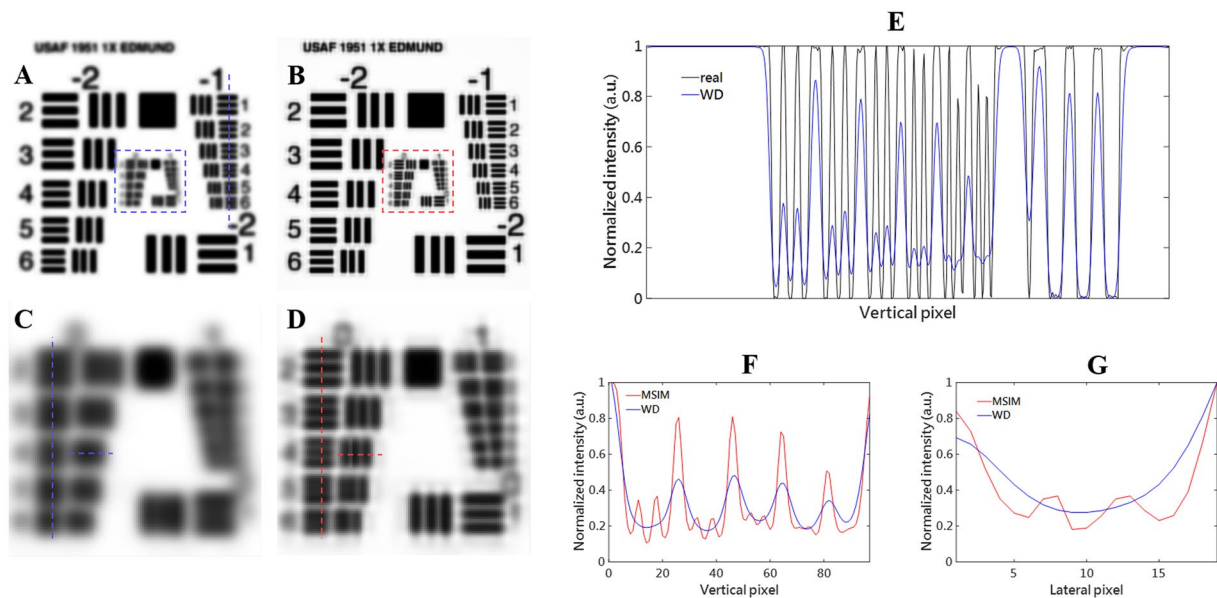 USAF 1951 1X EDMUND
A
-2
-1
2
3
4
5
6
1
2
3
4
5
6
-2
1
USAF 1951 1X EDMUND
B
-2
-1
2
3
4
5
6
1
2
3
4
5
6
-2
1
C
D
E
Normalized intensity (a.u.)
1
0.8
0.6
0.4
0.2
0
real
WD
Vertical pixel
F
Normalized intensity (a.u.)
1
0.8
0.6
0.4
0.2
0
MSIM
WD
0 20 40 60 80
Vertical pixel
G
Normalized intensity (a.u.)
1
0.8
0.6
0.4
0.2
0
MSIM
WD
5 10 15
Lateral pixel